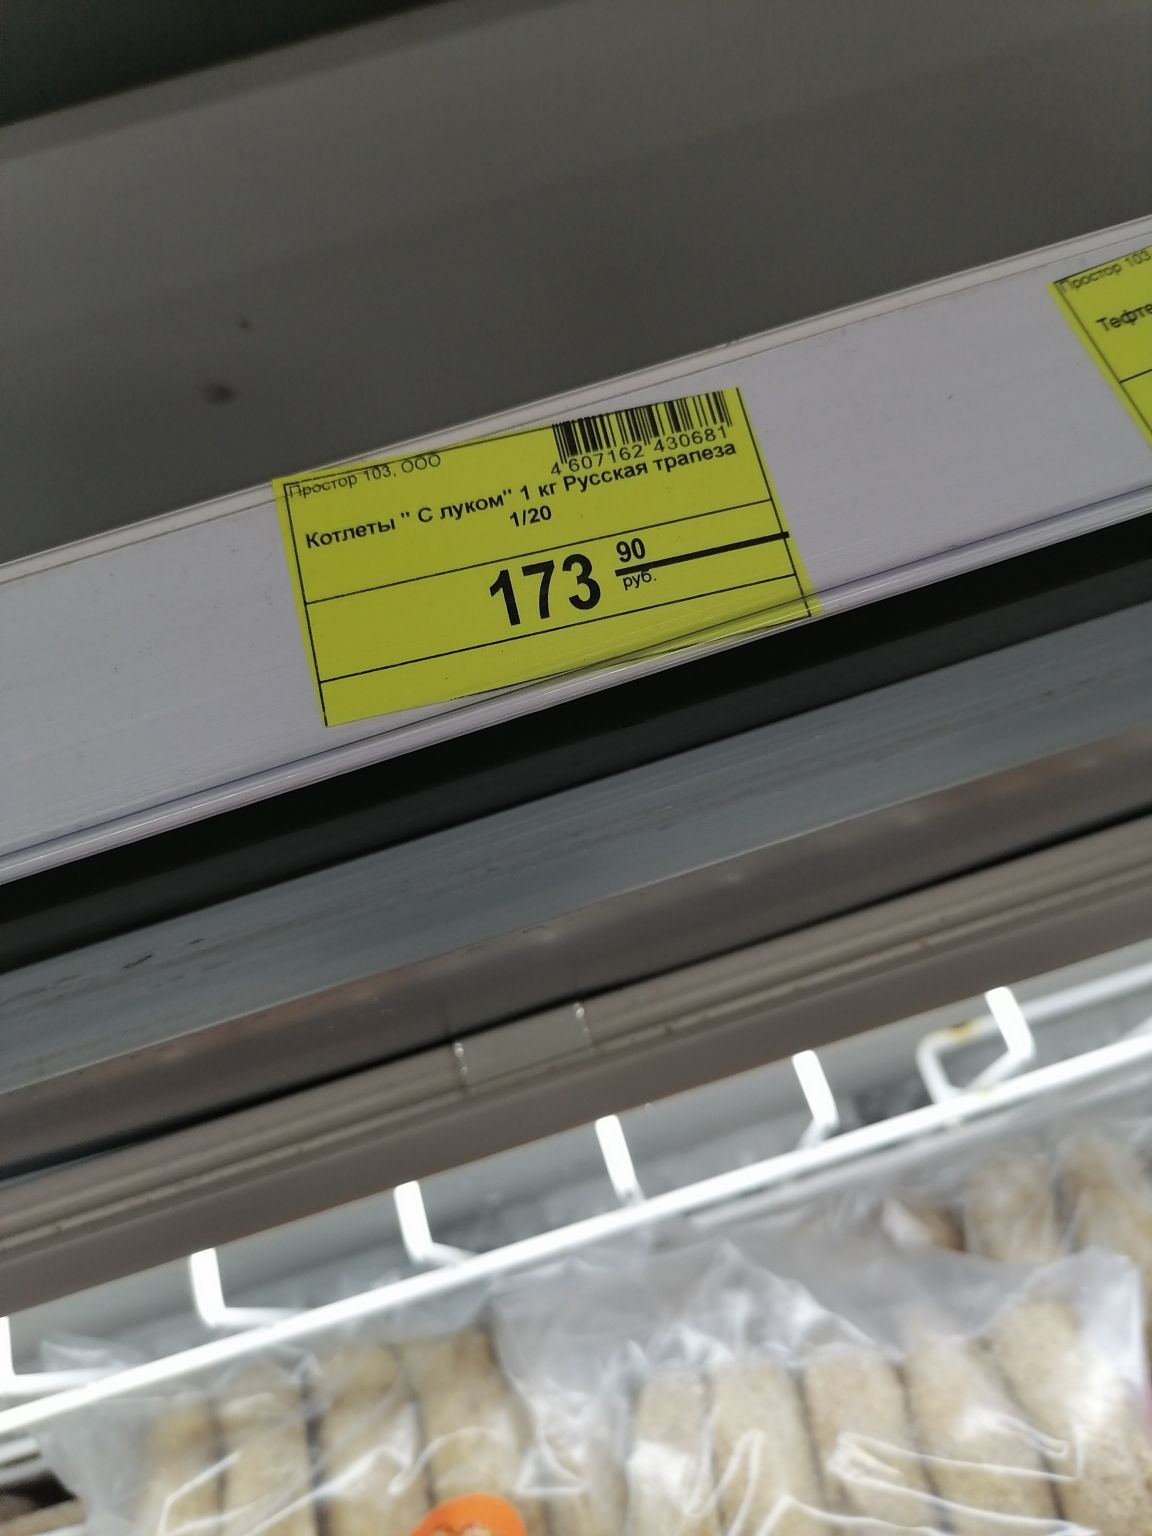 Простор 103, ООО
4 607162 430681
Котлеты " С луком" 1 кг Русская трапеза
1/20
173 90
руб.
Простор 103